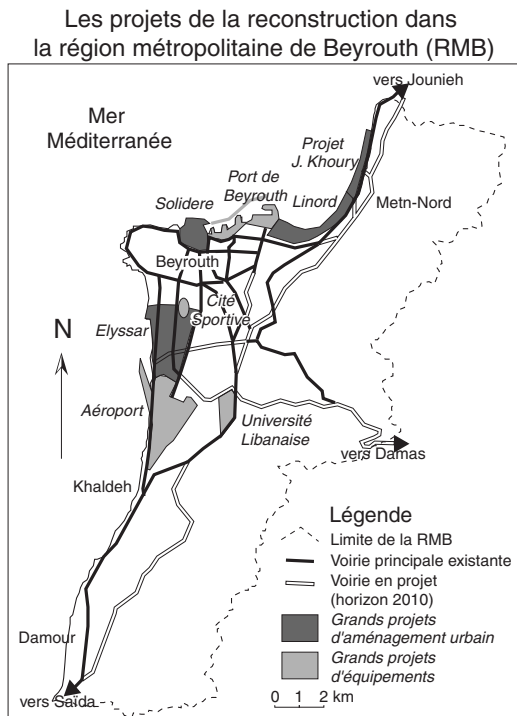 Les projets de la reconstruction dans
la région métropolitaine de Beyrouth (RMB)
vers Jounieh
Mer
Méditerranée
Projet
J. Khoury
Port de
Beyrouth
Solidere
Linord
Metn-Nord
Beyrouth
Cité
Sportive
N
Elyssar
Aéroport
Université
Libanaise
vers Damas
Khaldeh
Légende
Limite de la RMB
Voirie principale existante
Voirie en projet
(horizon 2010)
Grands projets
d'aménagement urbain
Grands projets
d'équipements
Damour
vers Saïda
0 1 2 km